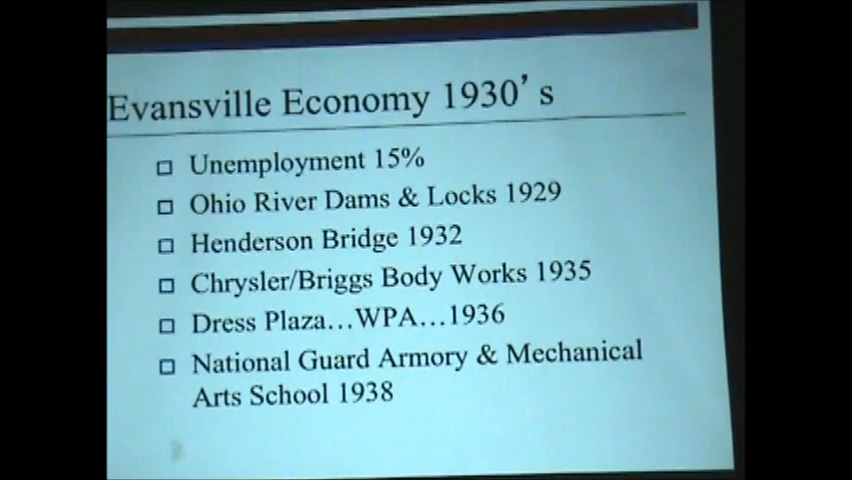 Evansville Economy 1930's
Unemployment 15%
Ohio River Dams & Locks 1929
Henderson Bridge 1932
Chrysler/Briggs Body Works 1935
Dress Plaza…WPA…1936
National Guard Armory & Mechanical
Arts School 1938